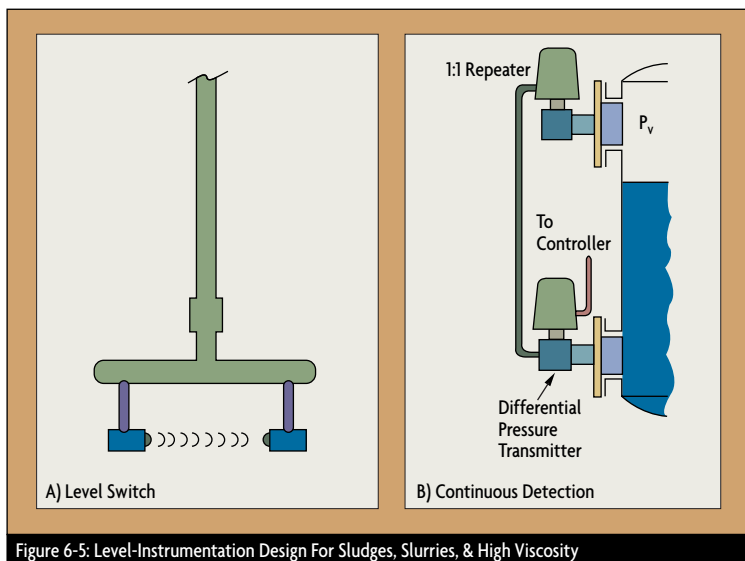 1:1 Repeater
Pv
To
Controller
Differential
Pressure
Transmitter
A) Level Switch
B) Continuous Detection
Figure 6-5: Level-Instrumentation Design For Sludges, Slurries, & High Viscosity